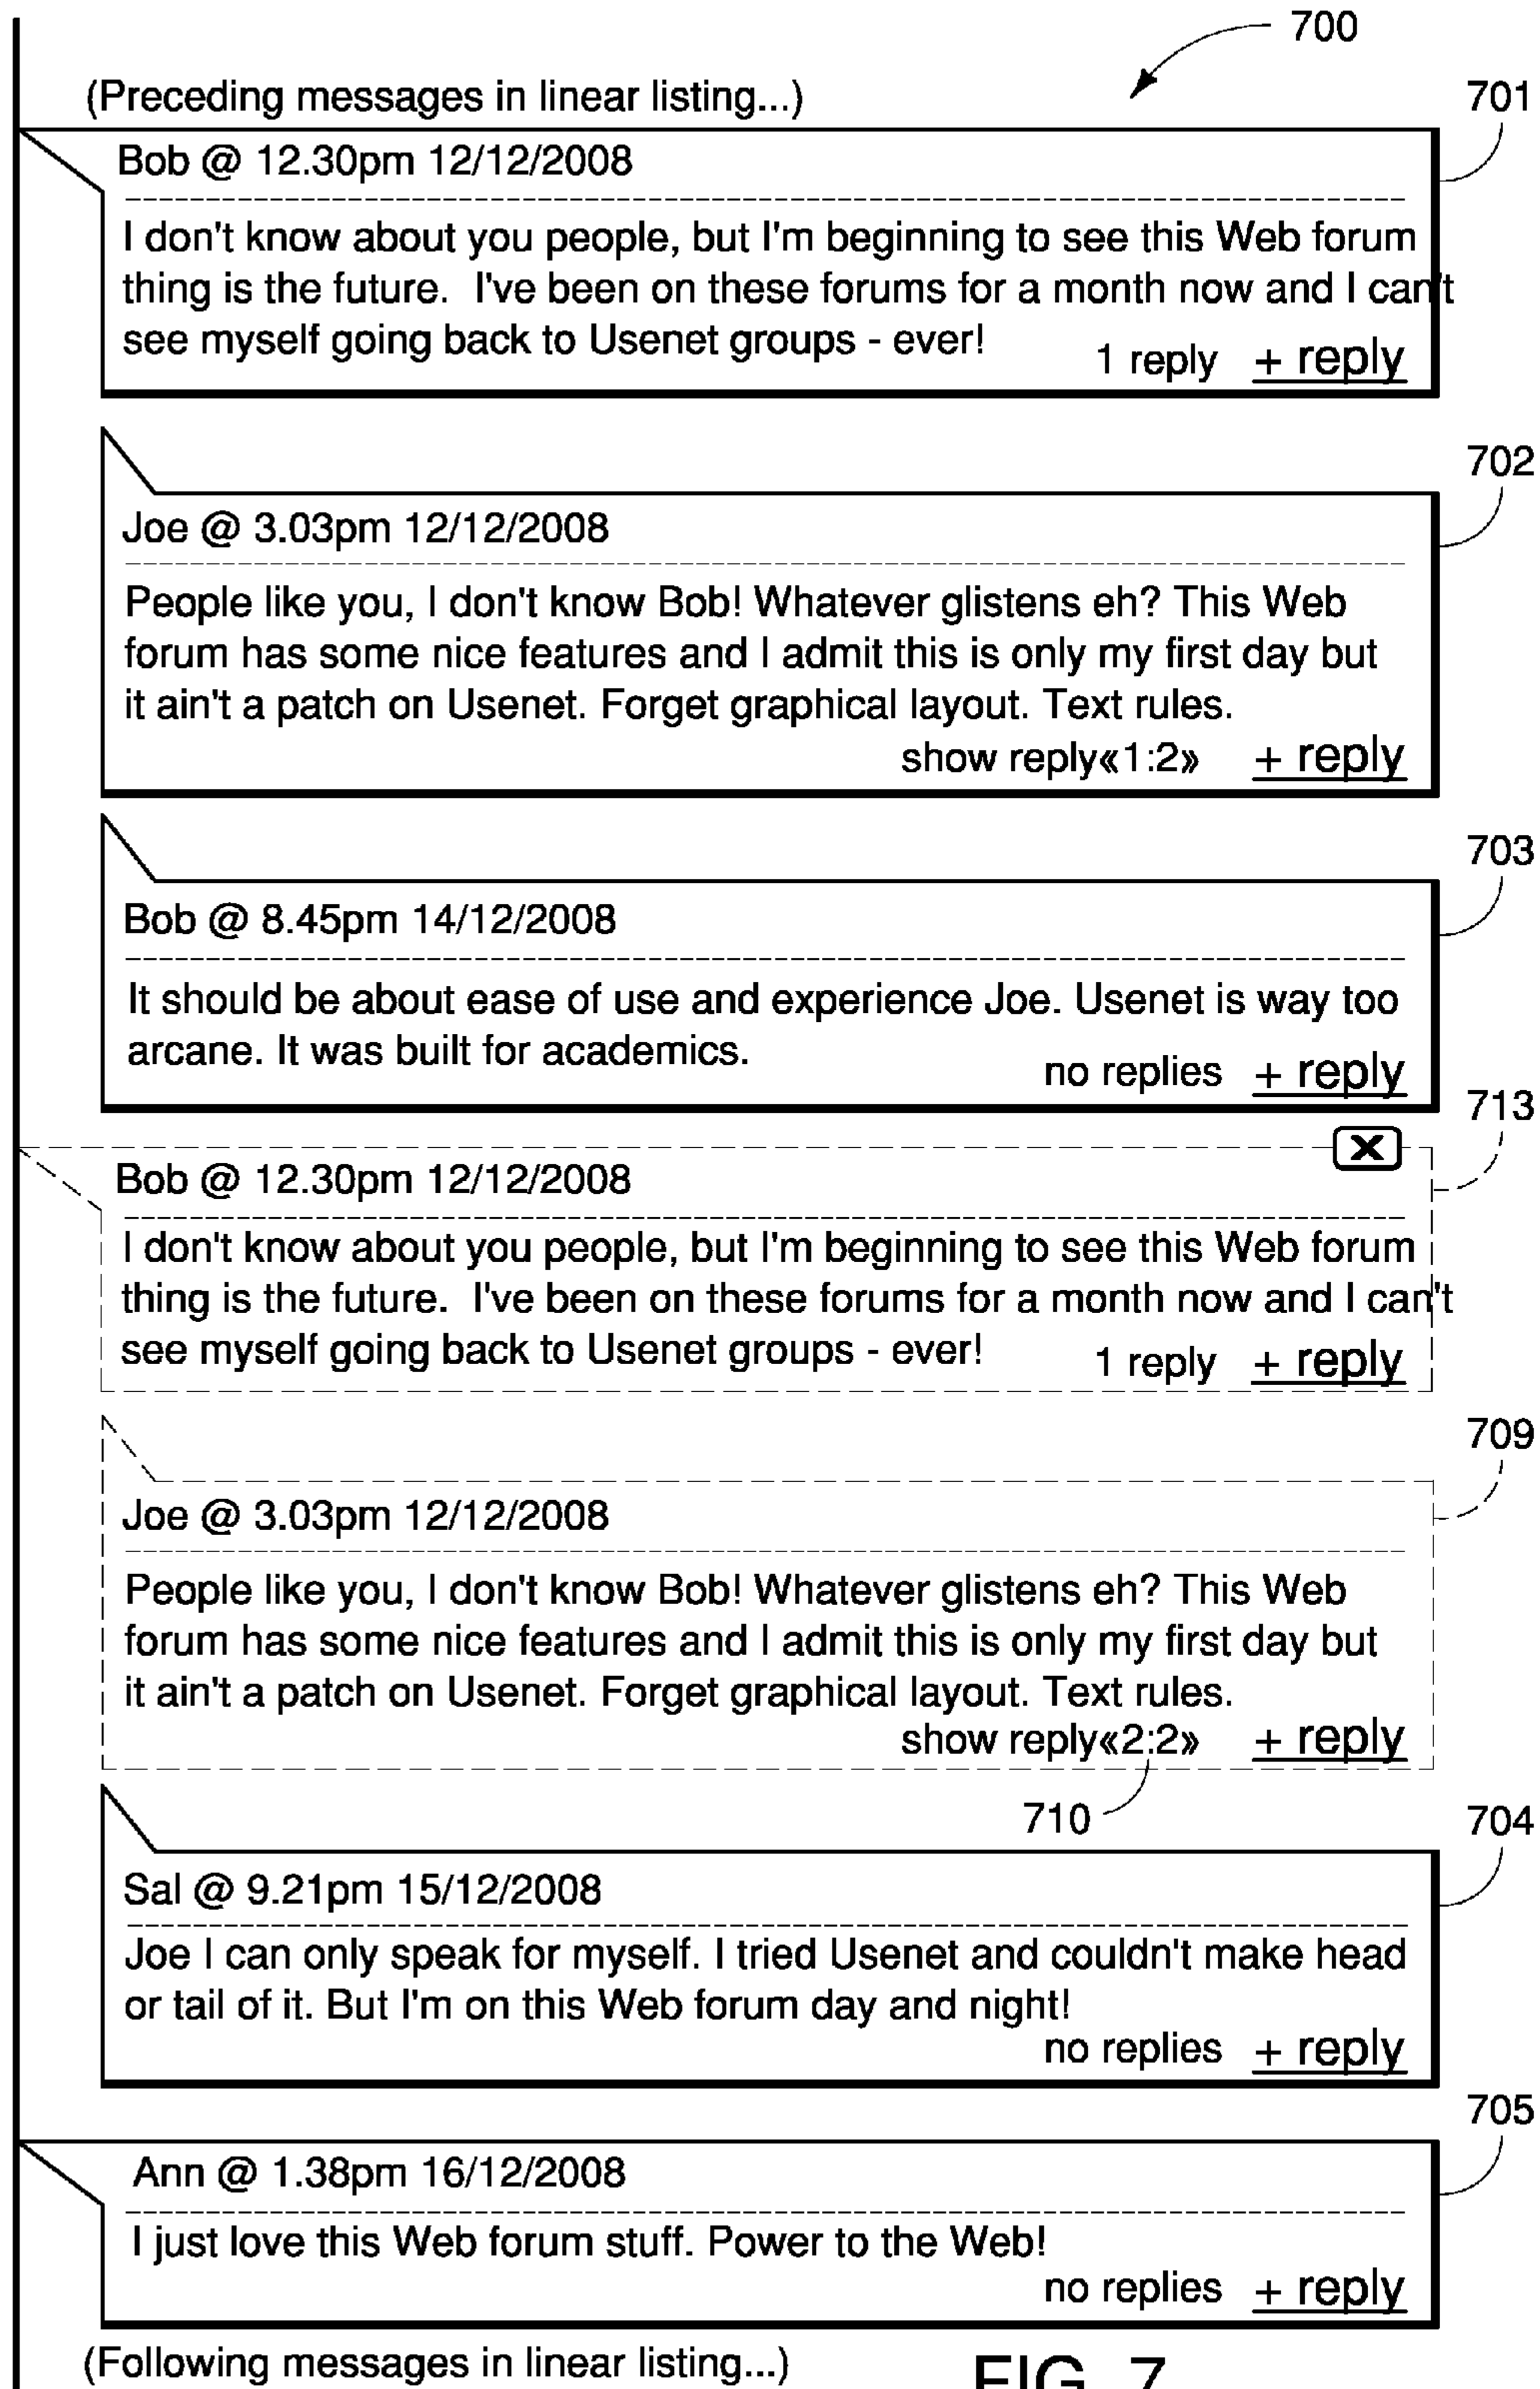 700
(Preceding messages in linear listing...)
701
Bob @ 12.30pm 12/12/2008
I don't know about you people, but I'm beginning to see this Web forum
thing is the future.  I've been on these forums for a month now and I can't
see myself going back to Usenet groups - ever!
1 reply + reply
702
Joe @ 3.03pm 12/12/2008
People like you, I don't know Bob! Whatever glistens eh? This Web
forum has some nice features and I admit this is only my first day but
it ain't a patch on Usenet. Forget graphical layout. Text rules.
show reply«1:2» + reply
703
Bob @ 8.45pm 14/12/2008
It should be about ease of use and experience Joe. Usenet is way too
arcane. It was built for academics.
no replies + reply
713
X
Bob @ 12.30pm 12/12/2008
I don't know about you people, but I'm beginning to see this Web forum
thing is the future.  I've been on these forums for a month now and I can't
see myself going back to Usenet groups - ever!
1 reply + reply
709
Joe @ 3.03pm 12/12/2008
People like you, I don't know Bob! Whatever glistens eh? This Web
forum has some nice features and I admit this is only my first day but
it ain't a patch on Usenet. Forget graphical layout. Text rules.
show reply«2:2» + reply
710
704
Sal @ 9.21pm 15/12/2008
Joe I can only speak for myself. I tried Usenet and couldn't make head
or tail of it. But I'm on this Web forum day and night!
no replies + reply
705
Ann @ 1.38pm 16/12/2008
I just love this Web forum stuff. Power to the Web!
no replies + reply
(Following messages in linear listing...)
FIG. 7